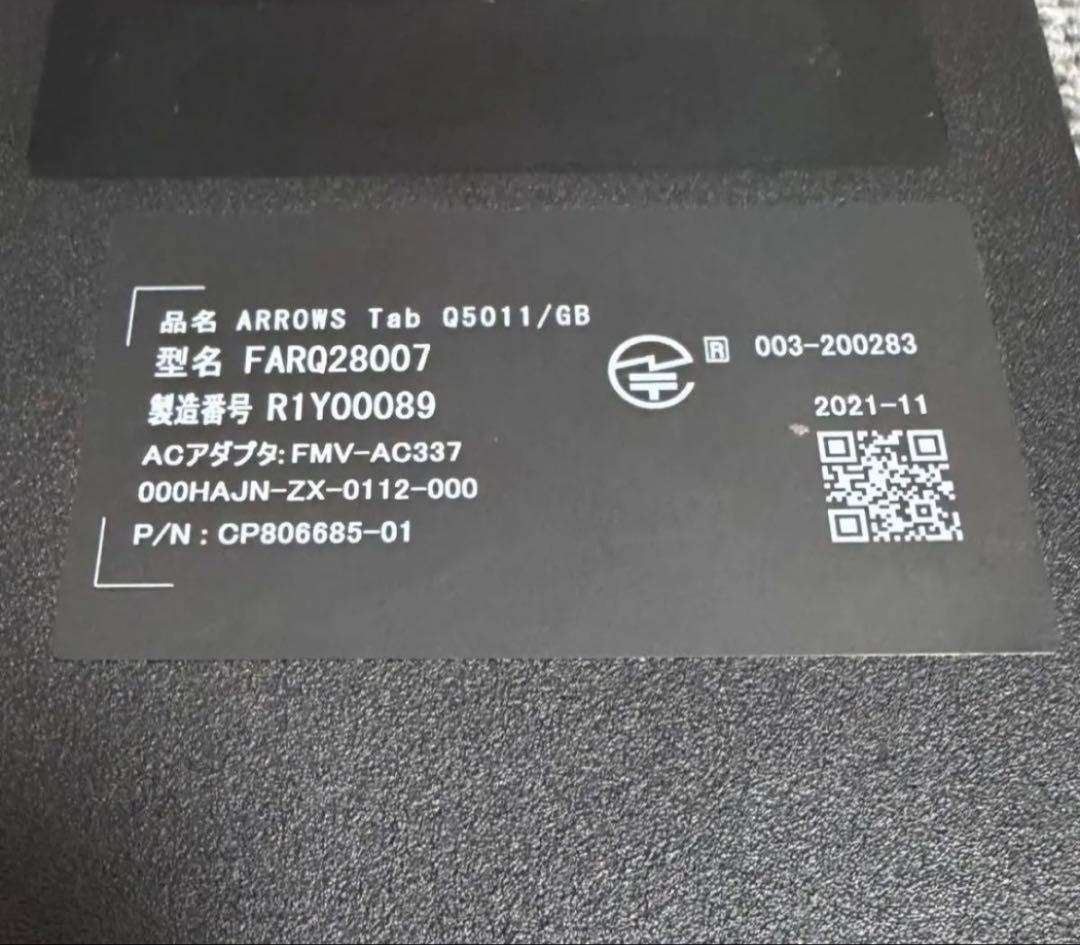 品名 ARROWS Tab Q5011/GB
型名 FARQ28007
製造番号 R1Y00089
ACアダプタ: FMV-AC337
000HAJN-ZX-0112-000
P/N : CP806685-01
R 003-200283
2021-11